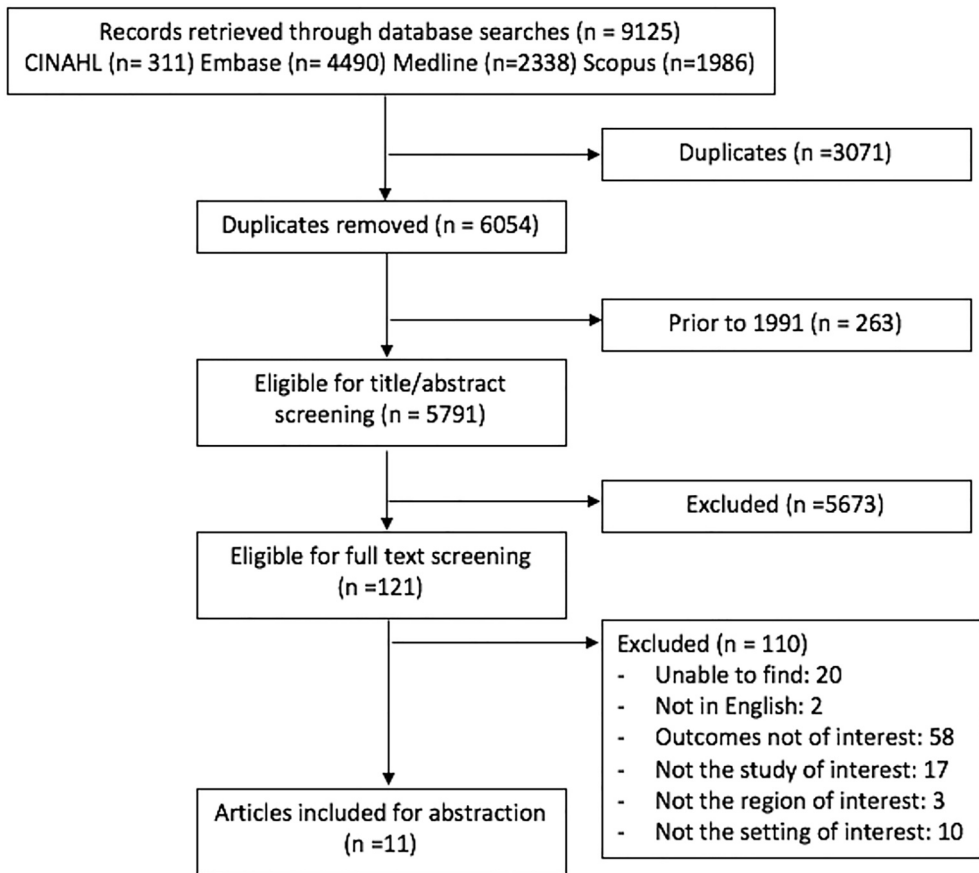 Records retrieved through database searches (n = 9125)
CINAHL (n= 311) Embase (n= 4490) Medline (n=2338) Scopus (n=1986)
Duplicates (n =3071)
Duplicates removed (n = 6054)
Prior to 1991 (n = 263)
Eligible for title/abstract
screening (n = 5791)
Excluded (n =5673)
Eligible for full text screening
(n =121)
Excluded (n = 110)
- Unable to find: 20
- Not in English: 2
- Outcomes not of interest: 58
- Not the study of interest: 17
- Not the region of interest: 3
- Not the setting of interest: 10
Articles included for abstraction
(n =11)